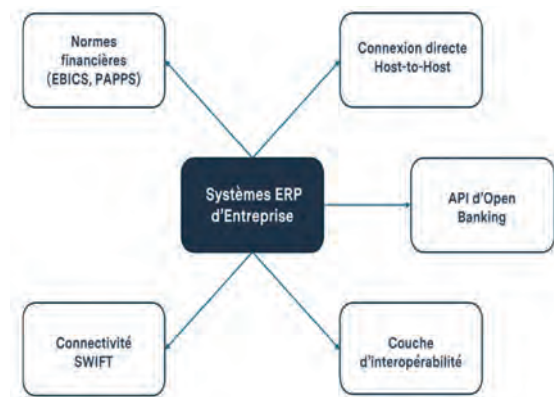 Normes
financières
(EBICS, PAPPS)
Connexion directe
Host-to-Host
Systèmes ERP
d'Entreprise
API d'Open
Banking
Connectivité
SWIFT
Couche
d'interopérabilité